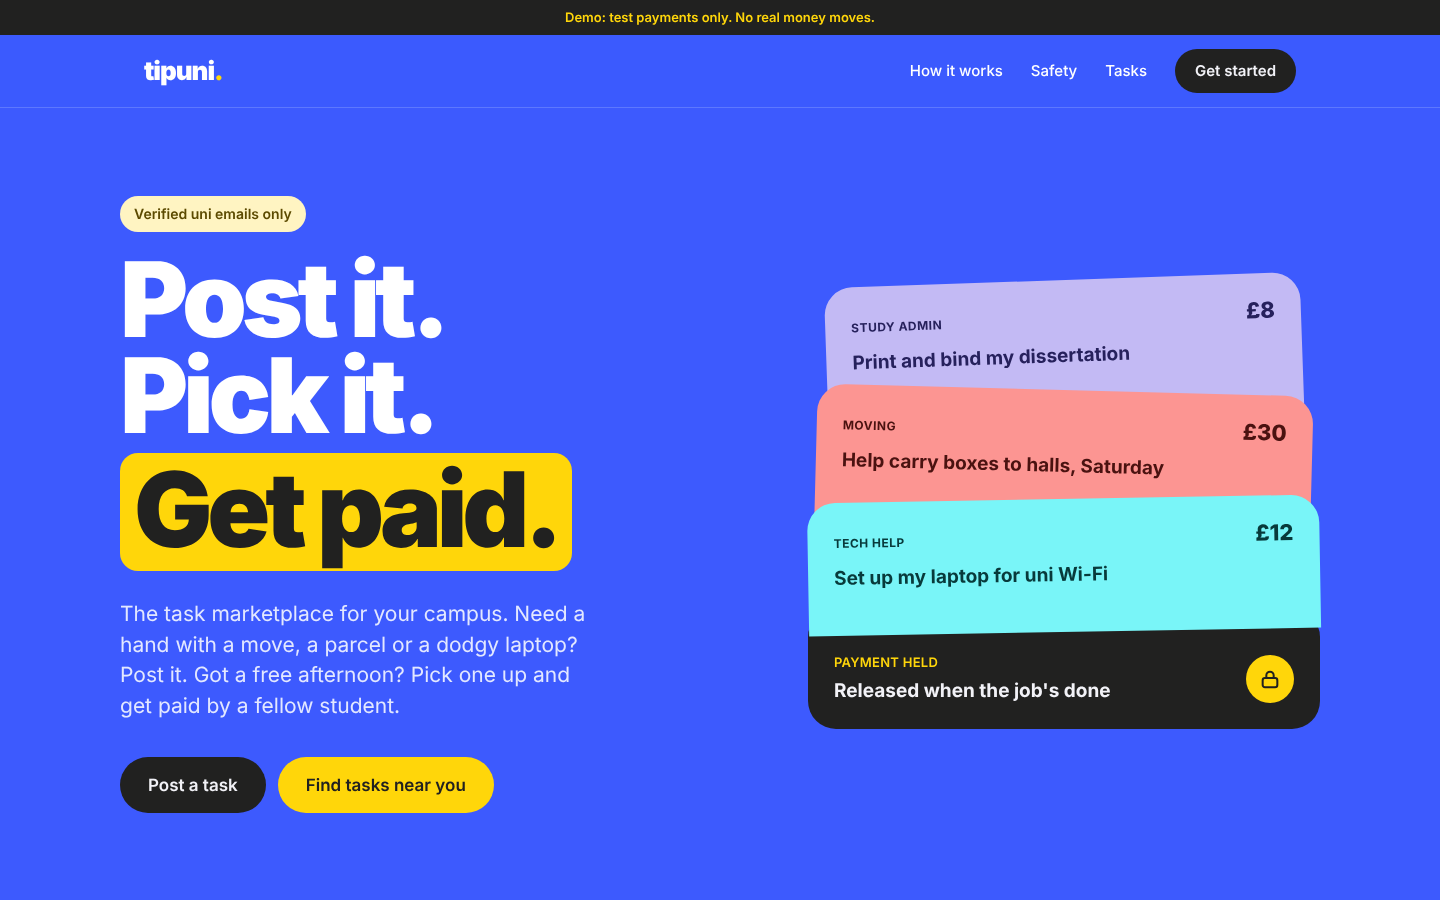 Demo: test payments only. No real money moves.
tipuni.
How it works
Safety
Tasks
Get started
Verified uni emails only
Post it.
Pick it.
Get paid.
The task marketplace for your campus. Need a
hand with a move, a parcel or a dodgy laptop?
Post it. Got a free afternoon? Pick one up and
get paid by a fellow student.
Post a task
Find tasks near you
STUDY ADMIN
£8
Print and bind my dissertation
MOVING
£30
Help carry boxes to halls, Saturday
TECH HELP
£12
Set up my laptop for uni Wi-Fi
PAYMENT HELD
Released when the job's done